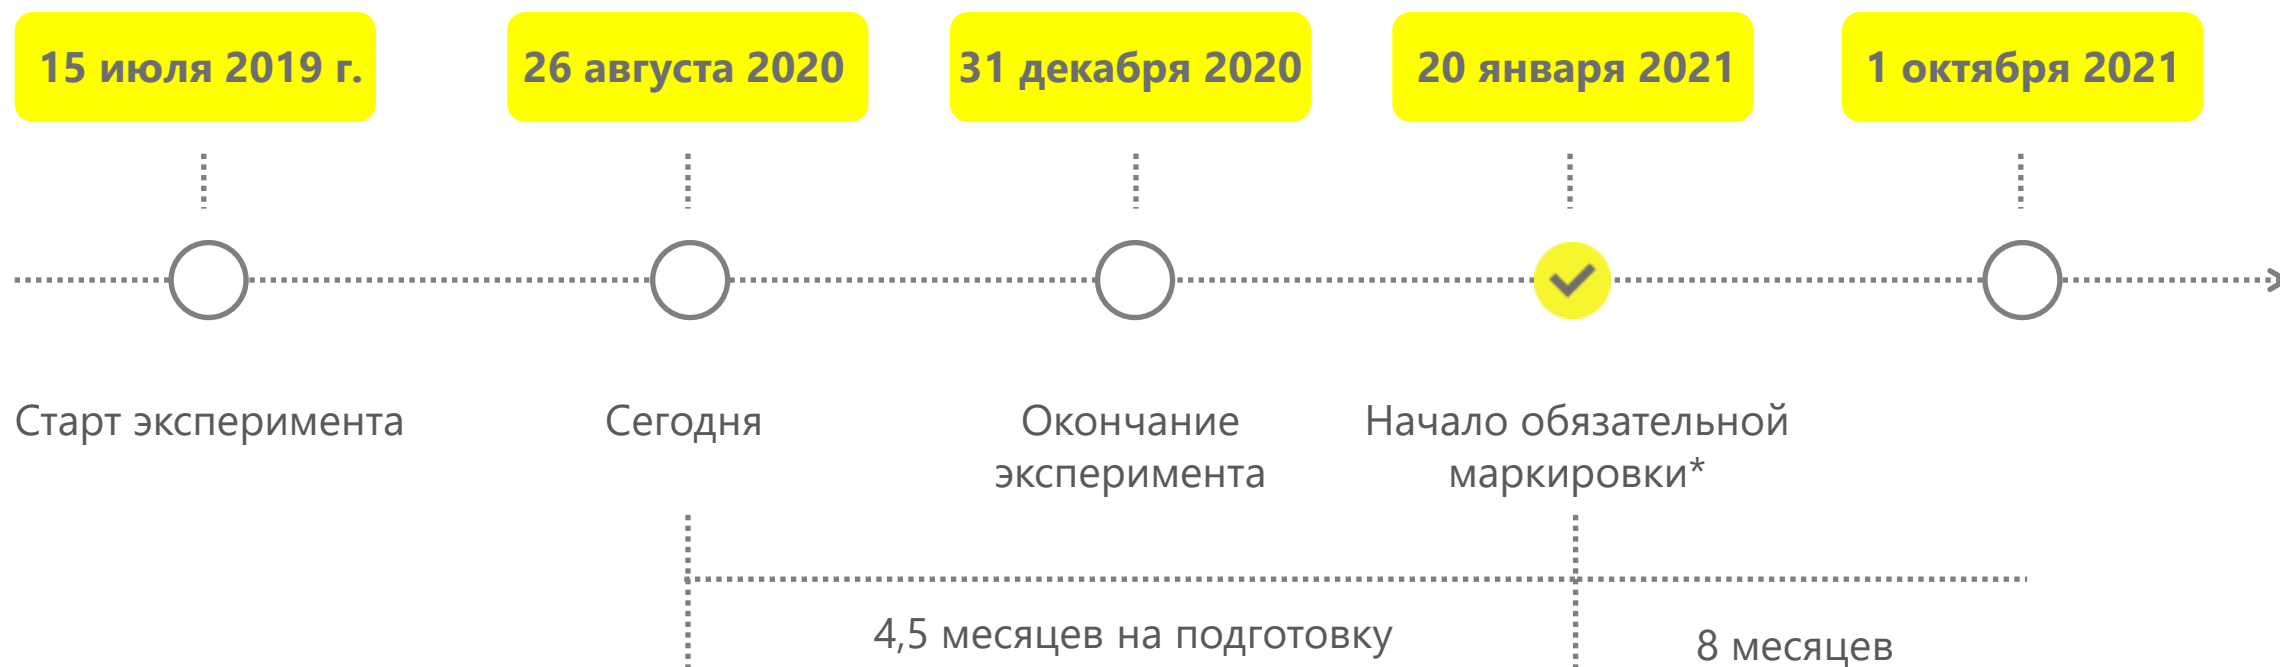 15 июля 2019 г.
26 августа 2020
31 декабря 2020
20 января 2021
1 октября 2021
Старт эксперимента
Сегодня
Окончание
эксперимента
Начало обязательной
маркировки*
4,5 месяцев на подготовку
8 месяцев